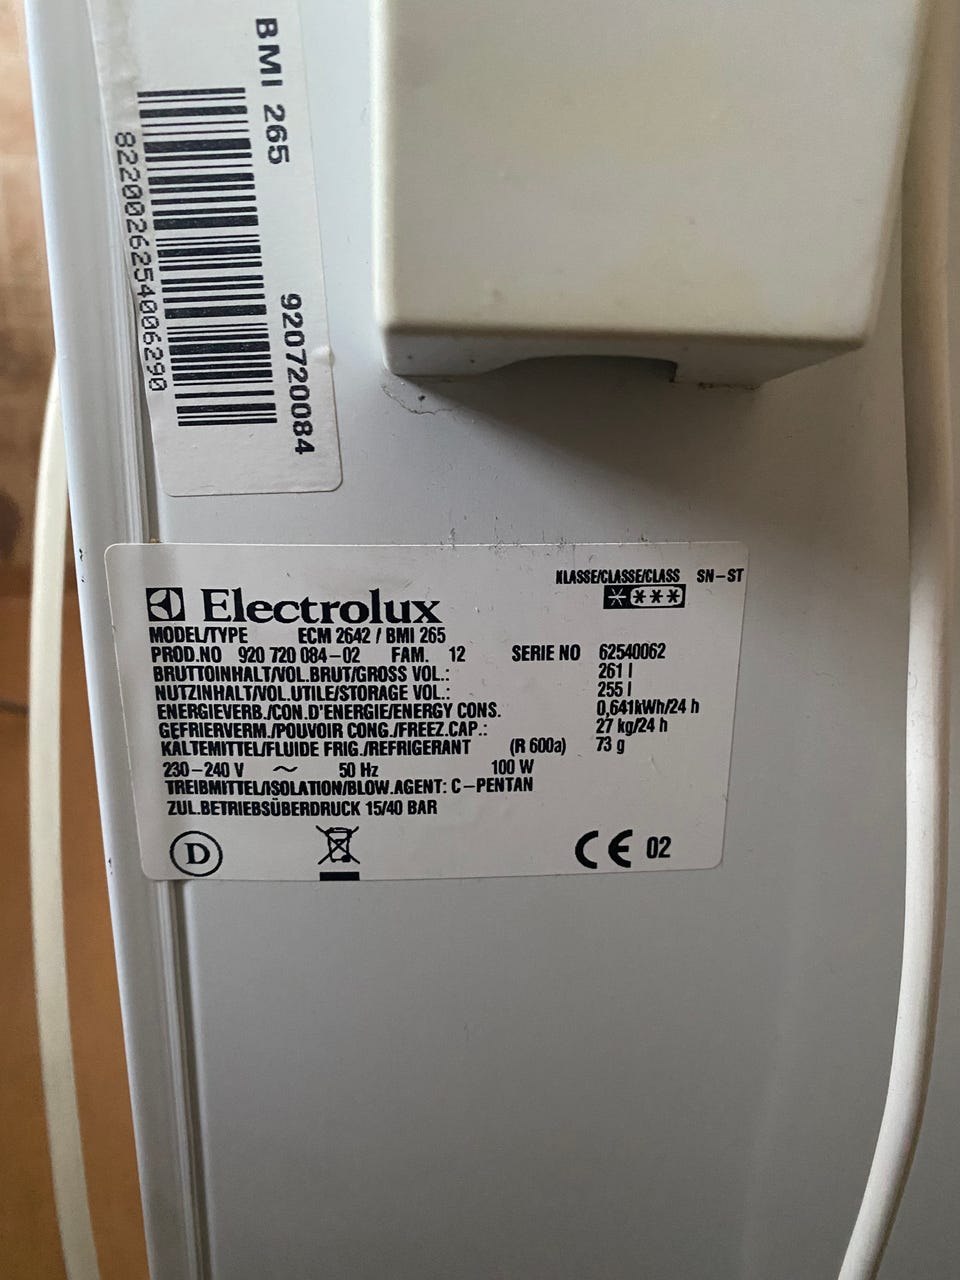 BMI 265
920720084
8220026254006290
KLASSE/CLASSE/CLASS SN-ST
Electrolux
MODEL/TYPE ECM 2642 / BMI 265
PROD.NO 920 720 084-02 FAM. 12 SERIE NO 62540062
BRUTTOINHALT/VOL.BRUT/GROSS VOL.: 261 l
NUTZINHALT/VOL.UTILE/STORAGE VOL.: 255 l
ENERGIEVERB./CON.D'ENERGIE/ENERGY CONS. 0,641kWh/24 h
GEFRIERVERM./POUVOIR CONG./FREEZ.CAP.: 27 kg/24 h
KÄLTEMITTEL/FLUIDE FRIG./REFRIGERANT (R 600a) 73 g
230-240 V ~ 50 Hz 100 W
TREIBMITTEL/ISOLATION/BLOW.AGENT: C-PENTAN
ZUL.BETRIEBSÜBERDRUCK 15/40 BAR
D CE 02